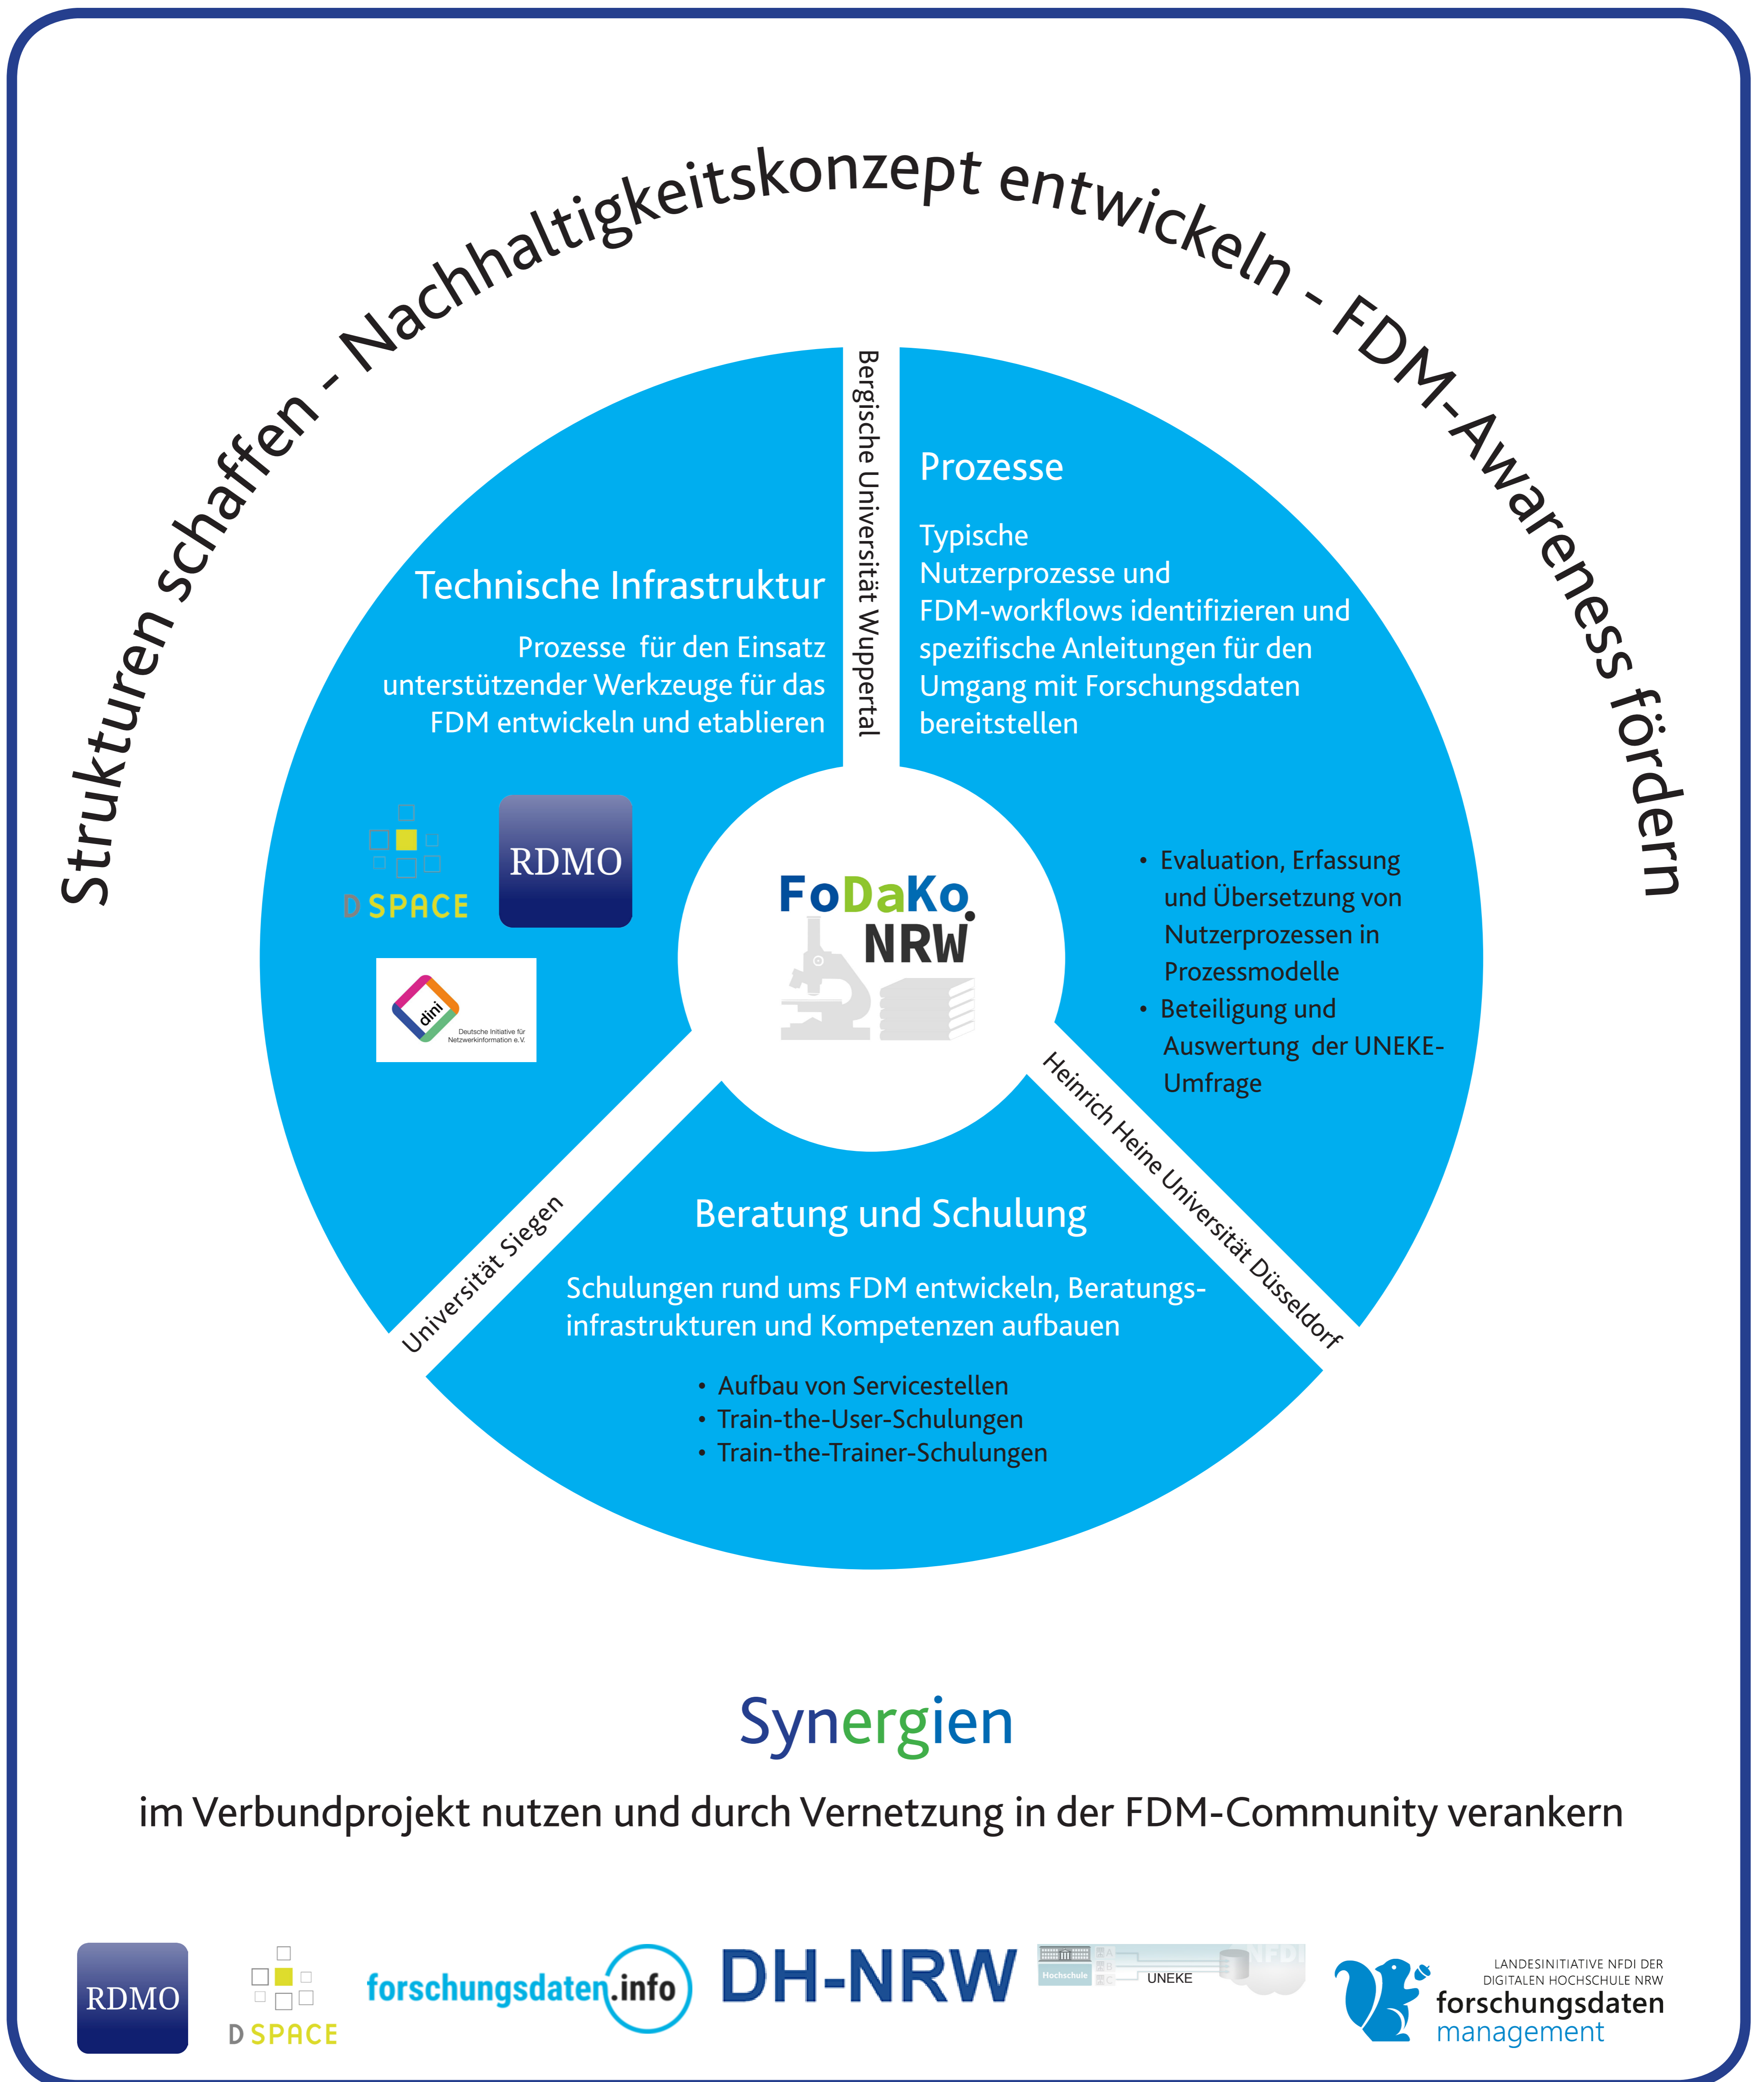 Strukturen schaffen - Nachhaltigkeitskonzept entwickeln - FDM-Awareness fördern
Bergische Universität Wuppertal
Technische Infrastruktur
Prozesse für den Einsatz
unterstützender Werkzeuge für das
FDM entwickeln und etablieren
DSPACE
RDMO
dini
Deutsche Initiative für
Netzwerkinformation e.V.
Prozesse
Typische
Nutzerprozesse und
FDM-workflows identifizieren und
spezifische Anleitungen für den
Umgang mit Forschungsdaten
bereitstellen
• Evaluation, Erfassung
und Übersetzung von
Nutzerprozessen in
Prozessmodelle
• Beteiligung und
Auswertung der UNEKE-
Umfrage
FoDaKo.
NRW
Universität Siegen
Heinrich Heine Universität Düsseldorf
Beratung und Schulung
Schulungen rund ums FDM entwickeln, Beratungs-
infrastrukturen und Kompetenzen aufbauen
• Aufbau von Servicestellen
• Train-the-User-Schulungen
• Train-the-Trainer-Schulungen
Synergien
im Verbundprojekt nutzen und durch Vernetzung in der FDM-Community verankern
RDMO
DSPACE
forschungsdaten.info
DH-NRW
Hochschule
A
B
C
UNEKE
NFDI
LANDESINITIATIVE NFDI DER
DIGITALEN HOCHSCHULE NRW
forschungsdaten
management